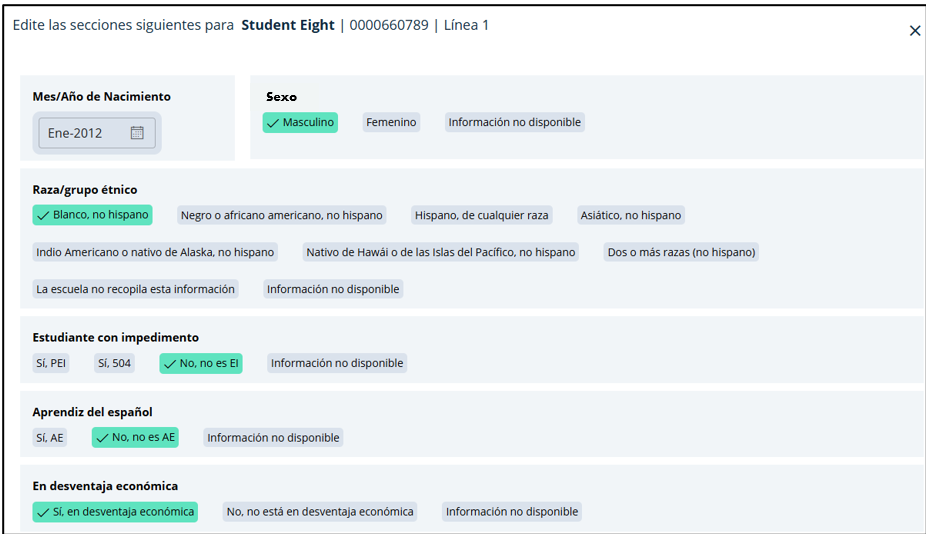 Edite las secciones siguientes para Student Eight | 0000660789 | Línea 1
Mes/Año de Nacimiento
Ene-2012
Sexo
Masculino Femenino Información no disponible
Raza/grupo étnico
Blanco, no hispano Negro o africano americano, no hispano Hispano, de cualquier raza Asiático, no hispano
Indio Americano o nativo de Alaska, no hispano Nativo de Hawái o de las Islas del Pacífico, no hispano Dos o más razas (no hispano)
La escuela no recopila esta información Información no disponible
Estudiante con impedimento
Sí, PEI Sí, 504 No, no es EI Información no disponible
Aprendiz del español
Sí, AE No, no es AE Información no disponible
En desventaja económica
Sí, en desventaja económica No, no está en desventaja económica Información no disponible